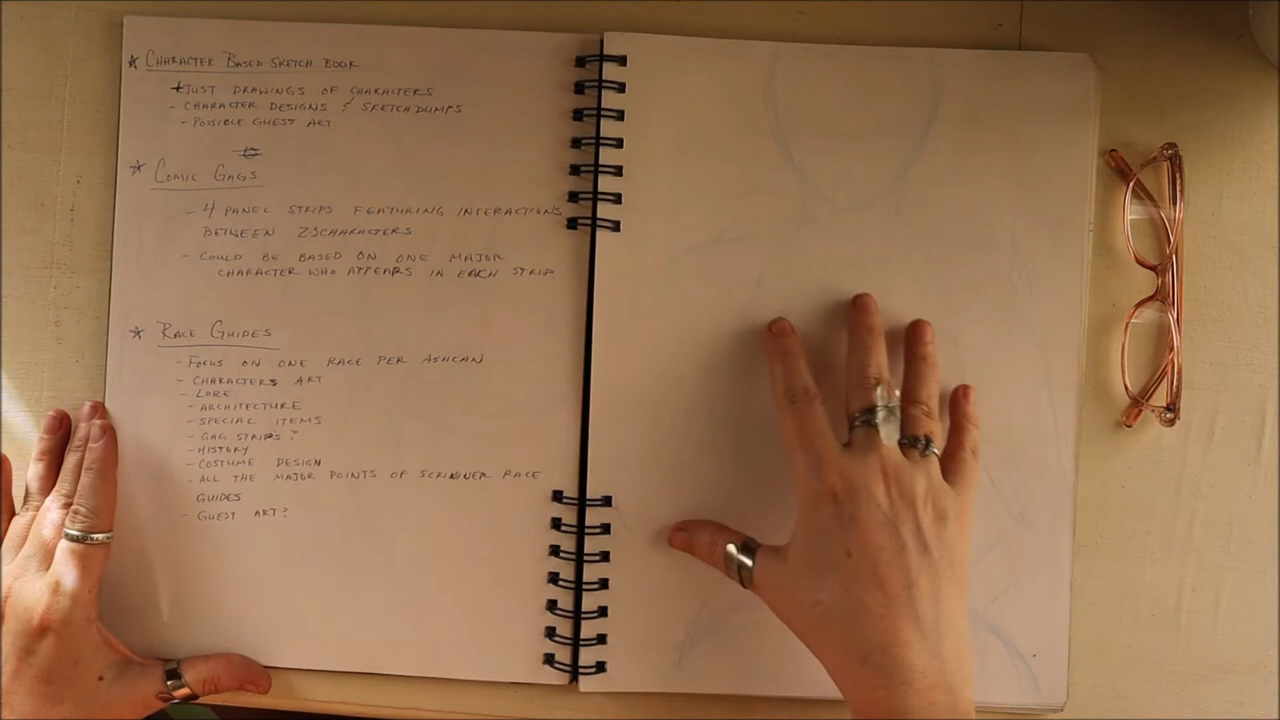 * CHARACTER BASED SKETCH BOOK
* JUST DRAWINGS OF CHARACTERS
- CHARACTER DESIGNS & SKETCHDUMPS
- POSSIBLE GUEST ART
* COMIC GAGS
- 4 PANEL STRIPS FEATURING INTERACTIONS
BETWEEN 2-3 CHARACTERS
- COULD BE BASED ON ONE MAJOR
CHARACTER WHO APPEARS IN EACH STRIP
* RACE GUIDES
- FOCUS ON ONE RACE PER ASHCAN
- CHARACTERS ART
- LORE
- ARCHITECTURE
- SPECIAL ITEMS
- GAG STRIPS?
- HISTORY
- COSTUME DESIGN
- ALL THE MAJOR POINTS OF SCRIVINER RACE
GUIDES
- GUEST ART?
LOVE